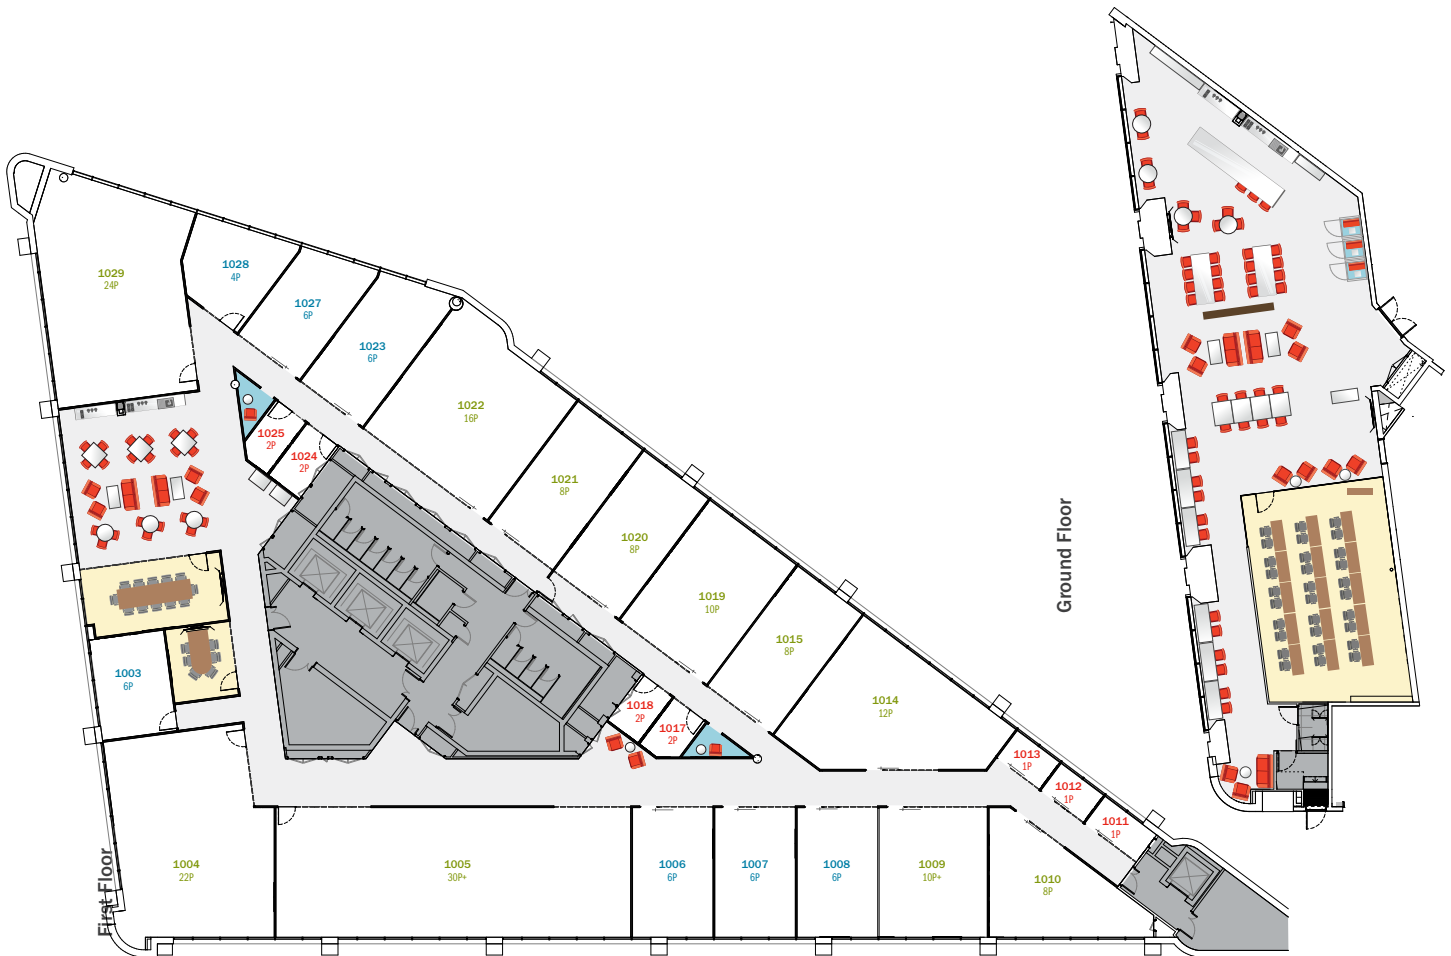 1029
24P
1028
4P
1027
6P
1023
6P
1022
16P
1025
2P
1024
2P
1021
8P
1020
8P
1019
10P
1015
8P
1014
12P
1003
6P
1018
2P
1017
2P
1013
1P
1012
1P
1011
1P
1004
22P
1005
30P+
1006
6P
1007
6P
1008
6P
1009
10P+
1010
8P
First Floor
Ground Floor